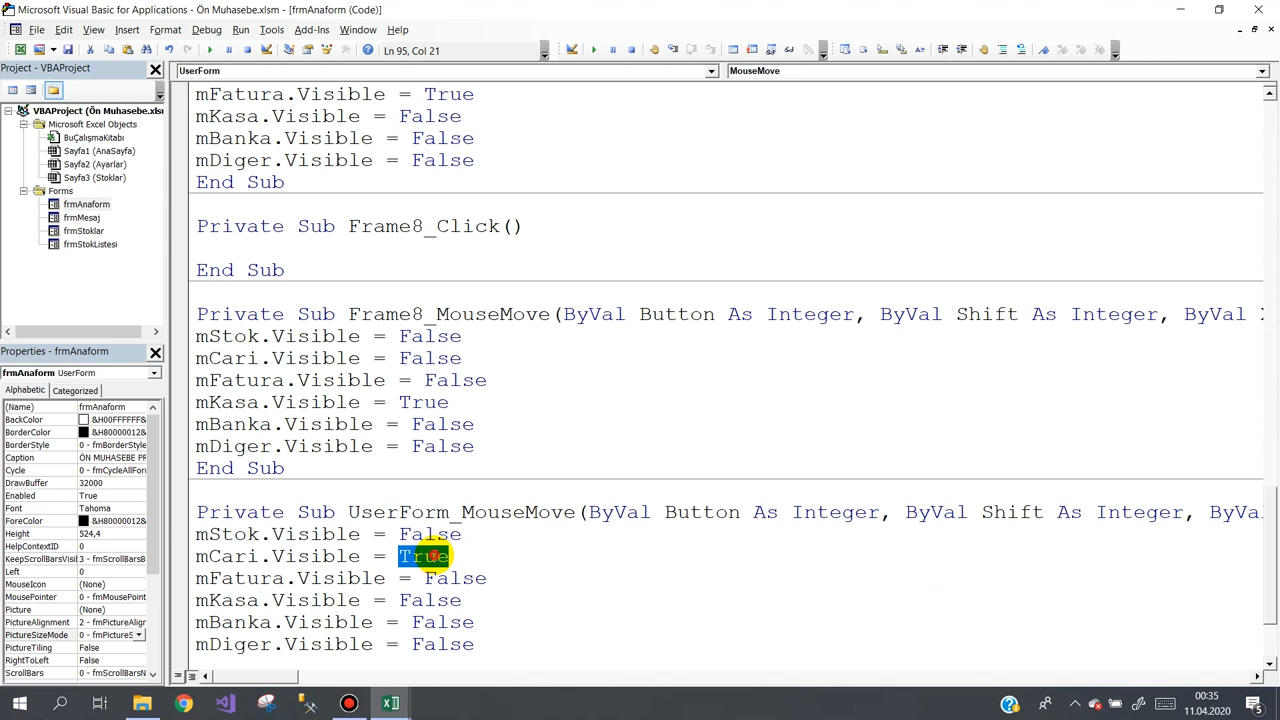 Microsoft Visual Basic for Applications - Ön Muhasebe.xlsm - [frmAnaform (Code)]
File Edit View Insert Format Debug Run Tools Add-Ins Window Help
Ln 95, Col 21
Project - VBAProject
UserForm
MouseMove
VBAProject (Ön Muhasebe.xlsm
Microsoft Excel Objects
BuÇalışmaKitabı
Sayfa1 (AnaSayfa)
Sayfa2 (Ayarlar)
Sayfa3 (Stoklar)
Forms
frmAnaform
frmMesaj
frmStoklar
frmStokListesi
Properties - frmAnaform
frmAnaform UserForm
Alphabetic Categorized
(Name) frmAnaform
BackColor &H00FFFFFF&
BorderColor &H80000012&
BorderStyle 0 - fmBorderStyle
Caption ÖN MUHASEBE PR
Cycle 0 - fmCycleAllForm
DrawBuffer 32000
Enabled True
Font Tahoma
ForeColor &H80000012&
Height 524,4
HelpContextID 0
KeepScrollBarsVisi 3 - fmScrollBarsB
Left 0
MouseIcon (None)
MousePointer 0 - fmMousePoint
Picture (None)
PictureAlignment 2 - fmPictureAlign
PictureSizeMode 0 - fmPictureS
PictureTiling False
RightToLeft False
ScrollBars 0 - fmScrollBarsN
mFatura.Visible = True
mKasa.Visible = False
mBanka.Visible = False
mDiger.Visible = False
End Sub
Private Sub Frame8_Click()
End Sub
Private Sub Frame8_MouseMove(ByVal Button As Integer, ByVal Shift As Integer, ByVal X
mStok.Visible = False
mCari.Visible = False
mFatura.Visible = False
mKasa.Visible = True
mBanka.Visible = False
mDiger.Visible = False
End Sub
Private Sub UserForm_MouseMove(ByVal Button As Integer, ByVal Shift As Integer, ByVal
mStok.Visible = False
mCari.Visible = True
mFatura.Visible = False
mKasa.Visible = False
mBanka.Visible = False
mDiger.Visible = False
00:35
11.04.2020
5